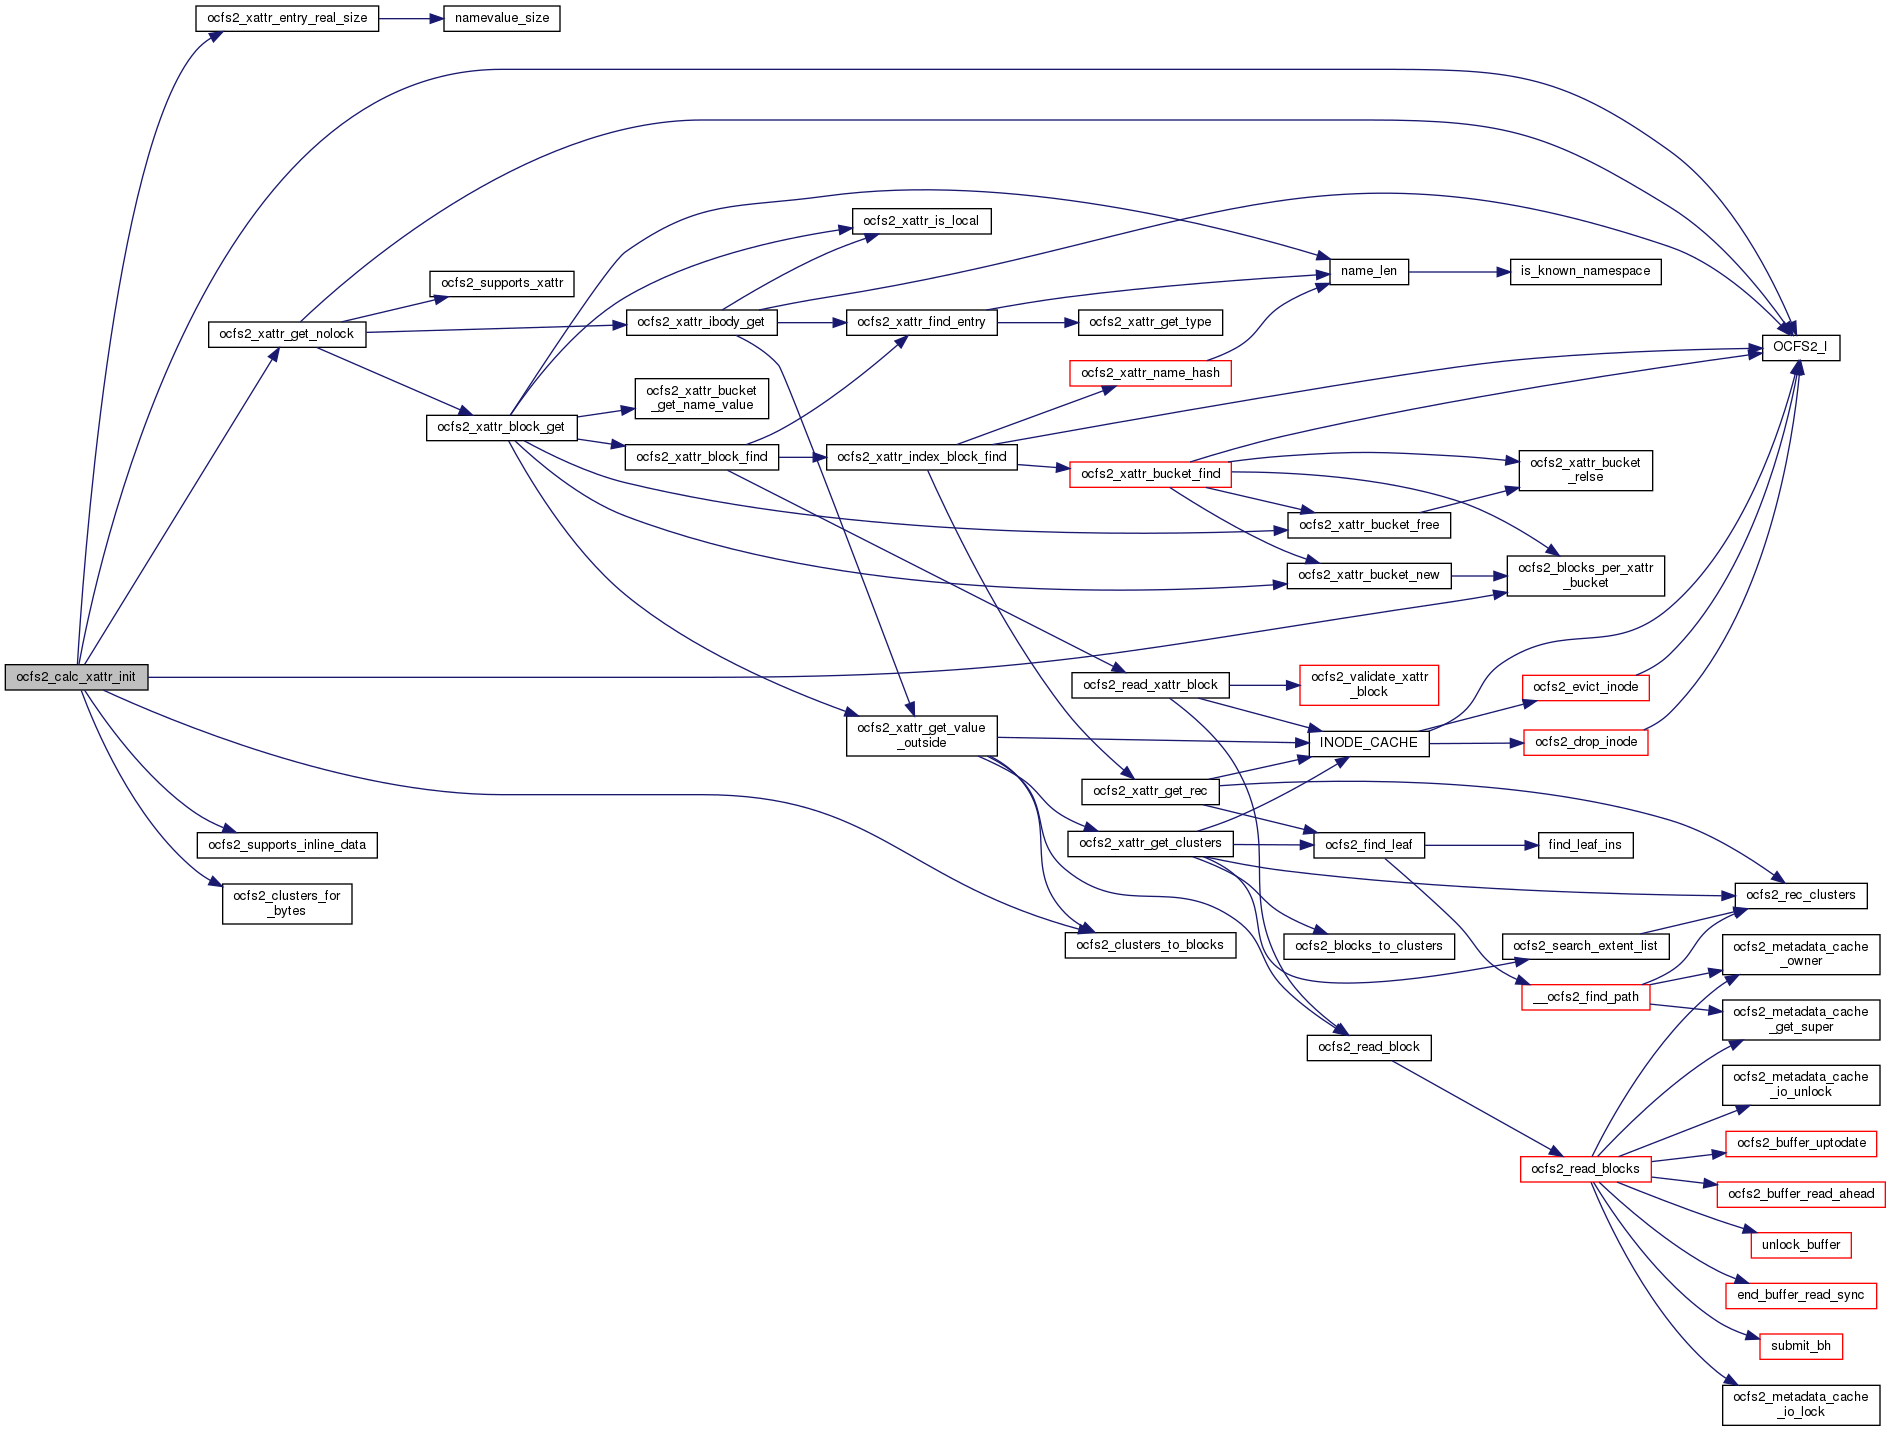 ocfs2_xattr_entry_real_size
namevalue_size
ocfs2_xattr_is_local
ocfs2_supports_xattr
name_len
is_known_namespace
ocfs2_xattr_get_nolock
ocfs2_xattr_ibody_get
ocfs2_xattr_find_entry
ocfs2_xattr_get_type
OCFS2_I
ocfs2_xattr_name_hash
ocfs2_xattr_bucket
_get_name_value
ocfs2_xattr_block_get
ocfs2_xattr_block_find
ocfs2_xattr_index_block_find
ocfs2_xattr_bucket_find
ocfs2_xattr_bucket
_relse
ocfs2_xattr_bucket_free
ocfs2_xattr_bucket_new
ocfs2_blocks_per_xattr
_bucket
ocfs2_calc_xattr_init
ocfs2_read_xattr_block
ocfs2_validate_xattr
_block
ocfs2_evict_inode
ocfs2_xattr_get_value
_outside
INODE_CACHE
ocfs2_drop_inode
ocfs2_xattr_get_rec
ocfs2_supports_inline_data
ocfs2_xattr_get_clusters
ocfs2_find_leaf
find_leaf_ins
ocfs2_clusters_for
_bytes
ocfs2_rec_clusters
ocfs2_clusters_to_blocks
ocfs2_blocks_to_clusters
ocfs2_search_extent_list
ocfs2_metadata_cache
_owner
__ocfs2_find_path
ocfs2_metadata_cache
_get_super
ocfs2_read_block
ocfs2_metadata_cache
_io_unlock
ocfs2_buffer_uptodate
ocfs2_read_blocks
ocfs2_buffer_read_ahead
unlock_buffer
end_buffer_read_sync
submit_bh
ocfs2_metadata_cache
_io_lock